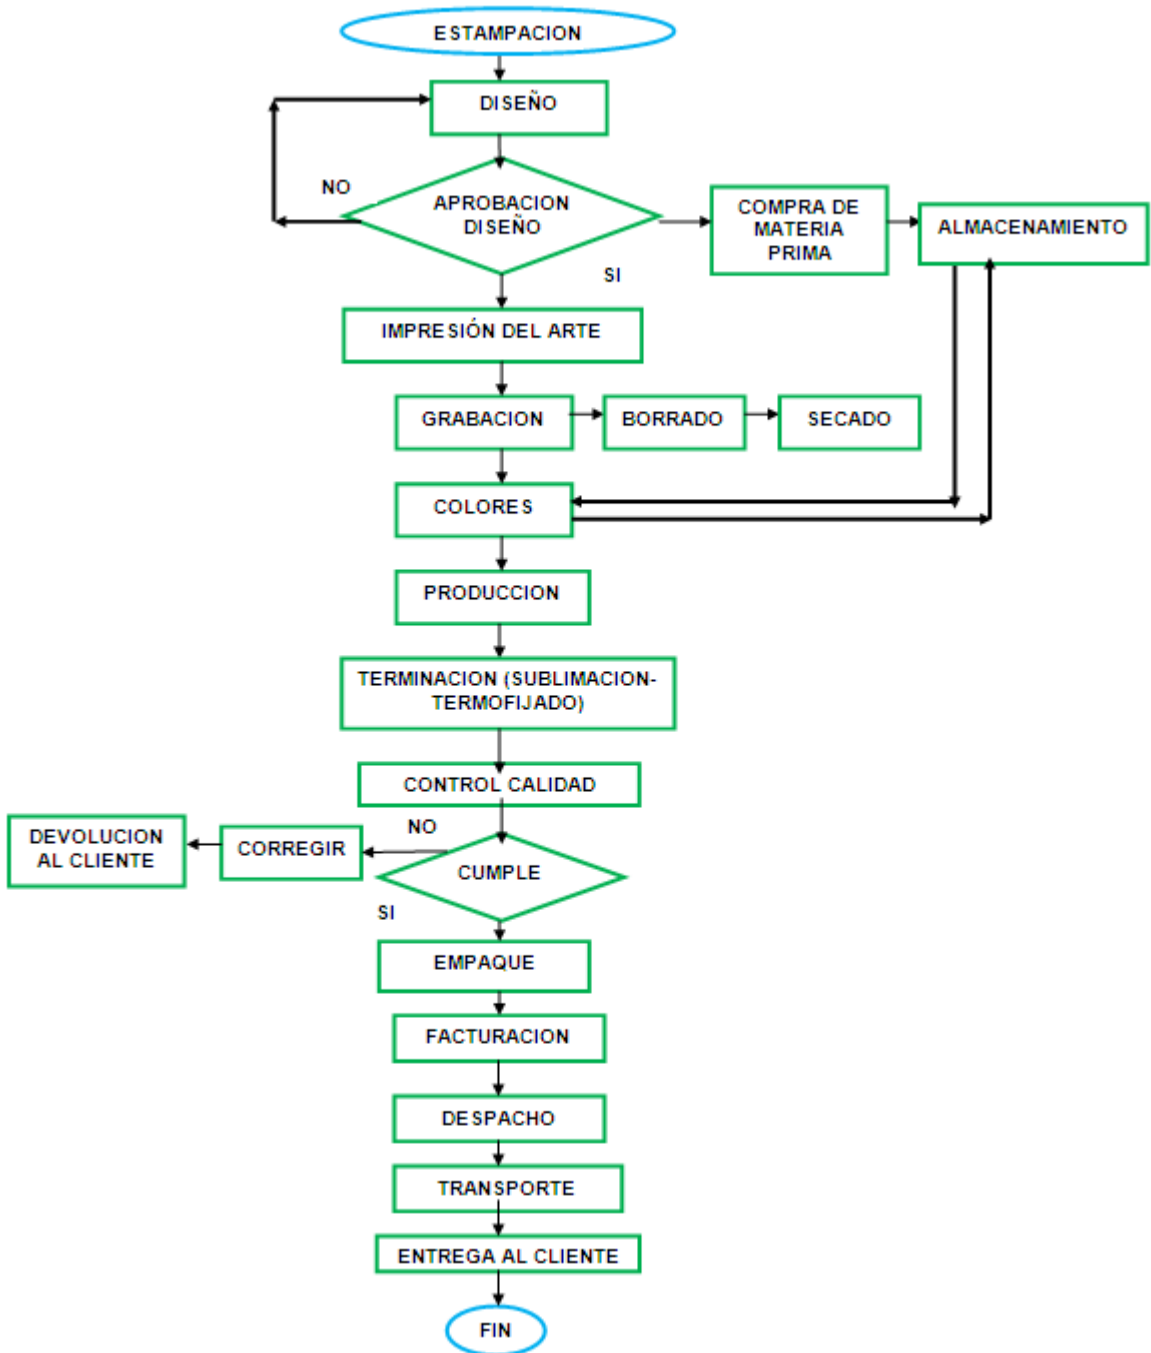 ESTAMPACION
DISEÑO
NO
APROBACION
DISEÑO
COMPRA DE
MATERIA
PRIMA
ALMACENAMIENTO
SI
IMPRESIÓN DEL ARTE
GRABACION
BORRADO
SECADO
COLORES
PRODUCCION
TERMINACION (SUBLIMACION-
TERMOFIJADO)
CONTROL CALIDAD
NO
DEVOLUCION
AL CLIENTE
CORREGIR
CUMPLE
SI
EMPAQUE
FACTURACION
DESPACHO
TRANSPORTE
ENTREGA AL CLIENTE
FIN